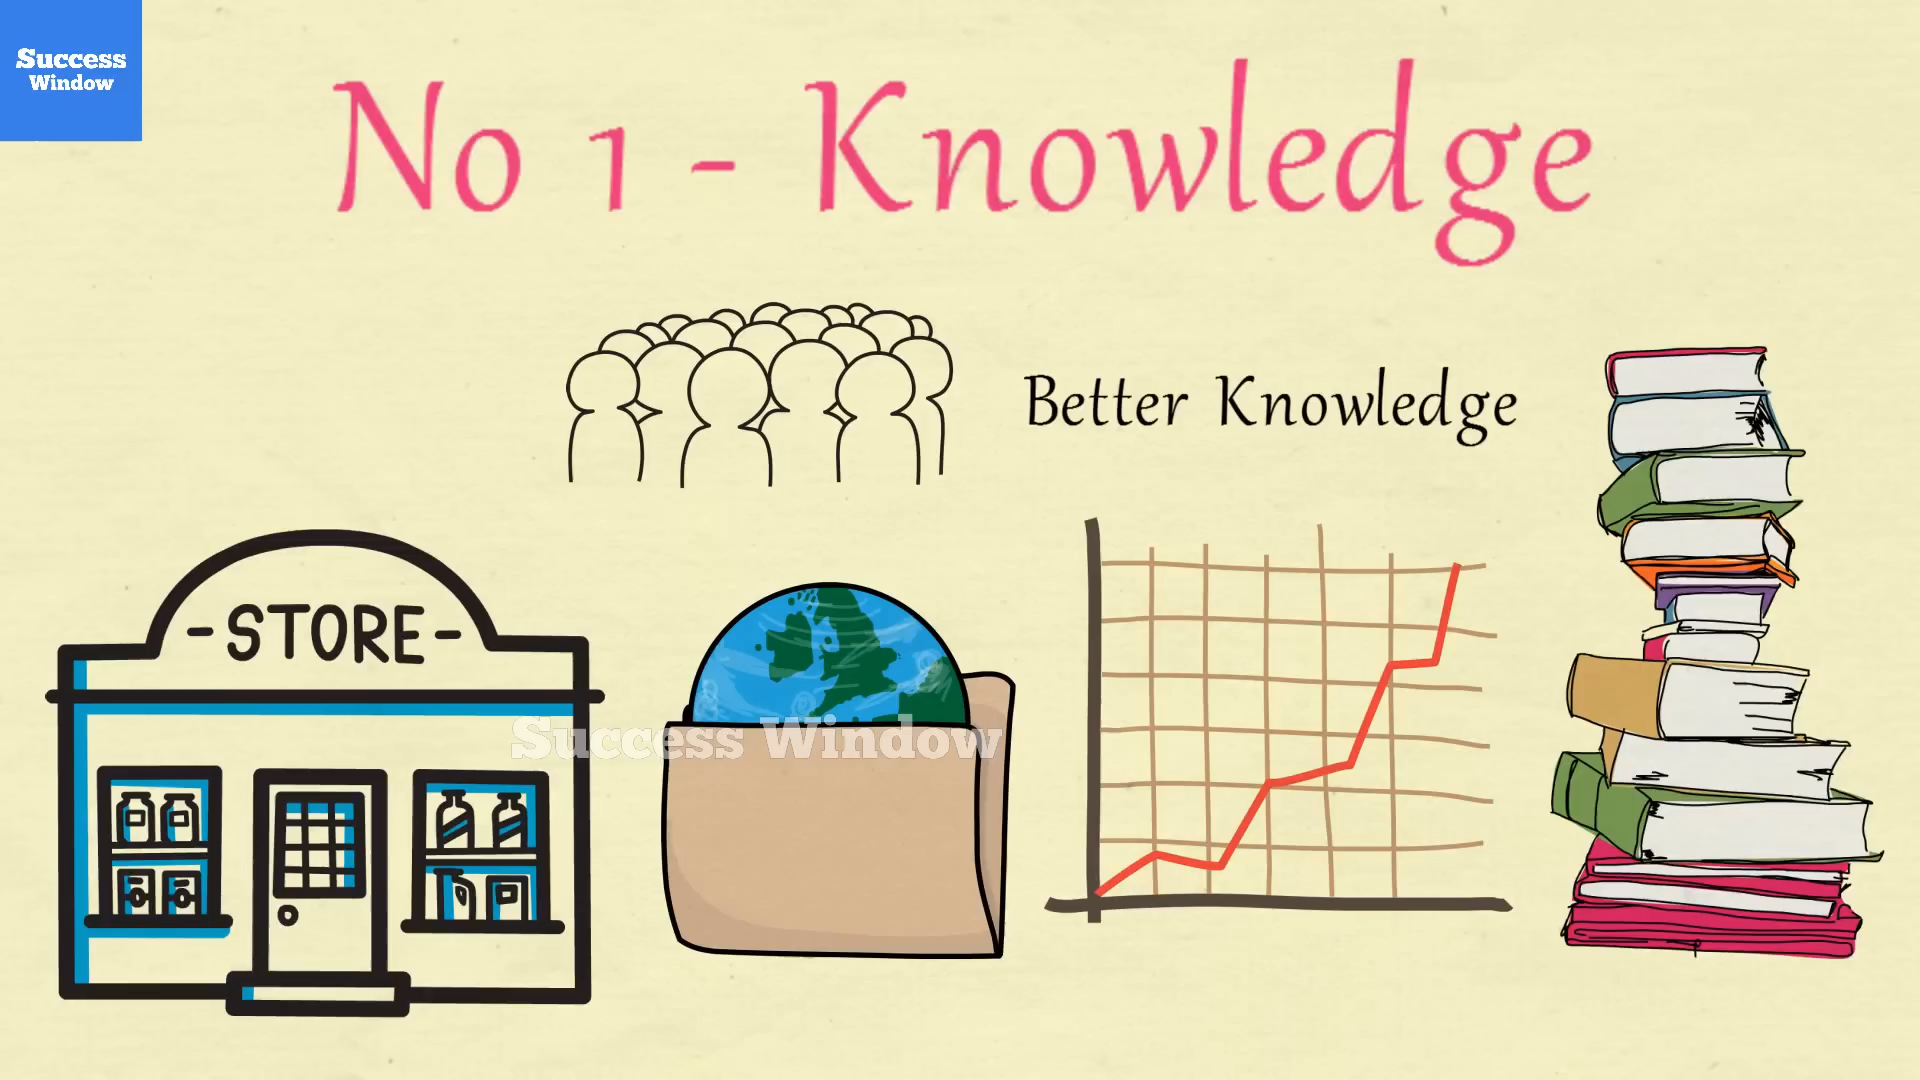 Success
Window
No 1 - Knowledge
Better Knowledge
-STORE-
Success Window